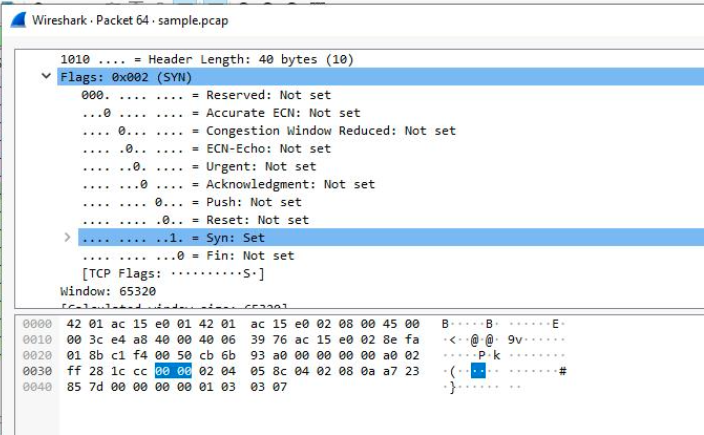 Wireshark · Packet 64 · sample.pcap
1010 .... = Header Length: 40 bytes (10)
Flags: 0x002 (SYN)
000. .... .... = Reserved: Not set
...0 .... .... = Accurate ECN: Not set
.... 0... .... = Congestion Window Reduced: Not set
.... .0.. .... = ECN-Echo: Not set
.... ..0. .... = Urgent: Not set
.... ...0 .... = Acknowledgment: Not set
.... .... 0... = Push: Not set
.... .... .0.. = Reset: Not set
.... .... ..1. = Syn: Set
.... .... ...0 = Fin: Not set
[TCP Flags: ··········S·]
Window: 65320
[Calculated window size: 65320]
0000 42 01 ac 15 e0 01 42 01 ac 15 e0 02 08 00 45 00 B·····B· ······E·
0010 00 3c e4 a8 40 00 40 06 39 76 ac 15 e0 02 8e fa ·<··@·@· 9v······
0020 01 8b c1 f4 00 50 cb 6b 93 a0 00 00 00 00 a0 02 ·····P·k ········
0030 ff 28 1c cc 00 00 02 04 05 8c 04 02 08 0a a7 23 ·(······ ·······#
0040 85 7d 00 00 00 00 01 03 03 07 ·}······ ··